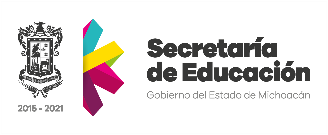 2015 - 2021
Secretaría
de Educación
Gobierno del Estado de Michoacán